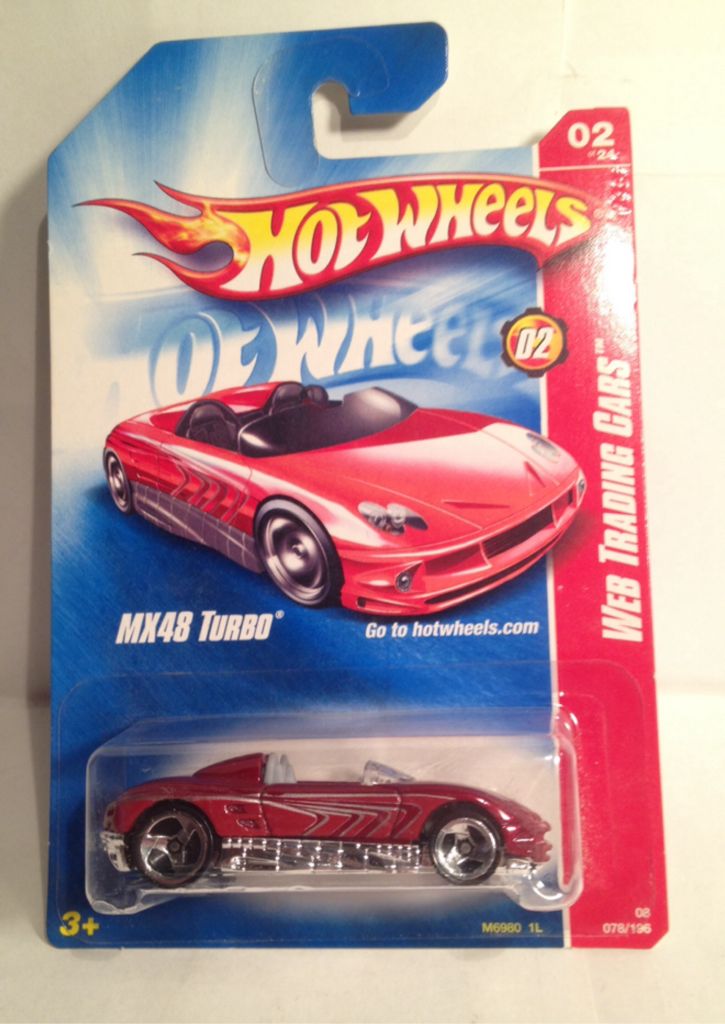 02
of 24
HOT WHEELS
HOT WHEEL
02
WEB TRADING CARS™
MX48 TURBO®
Go to hotwheels.com
3+
M6980 1L
08
078/196